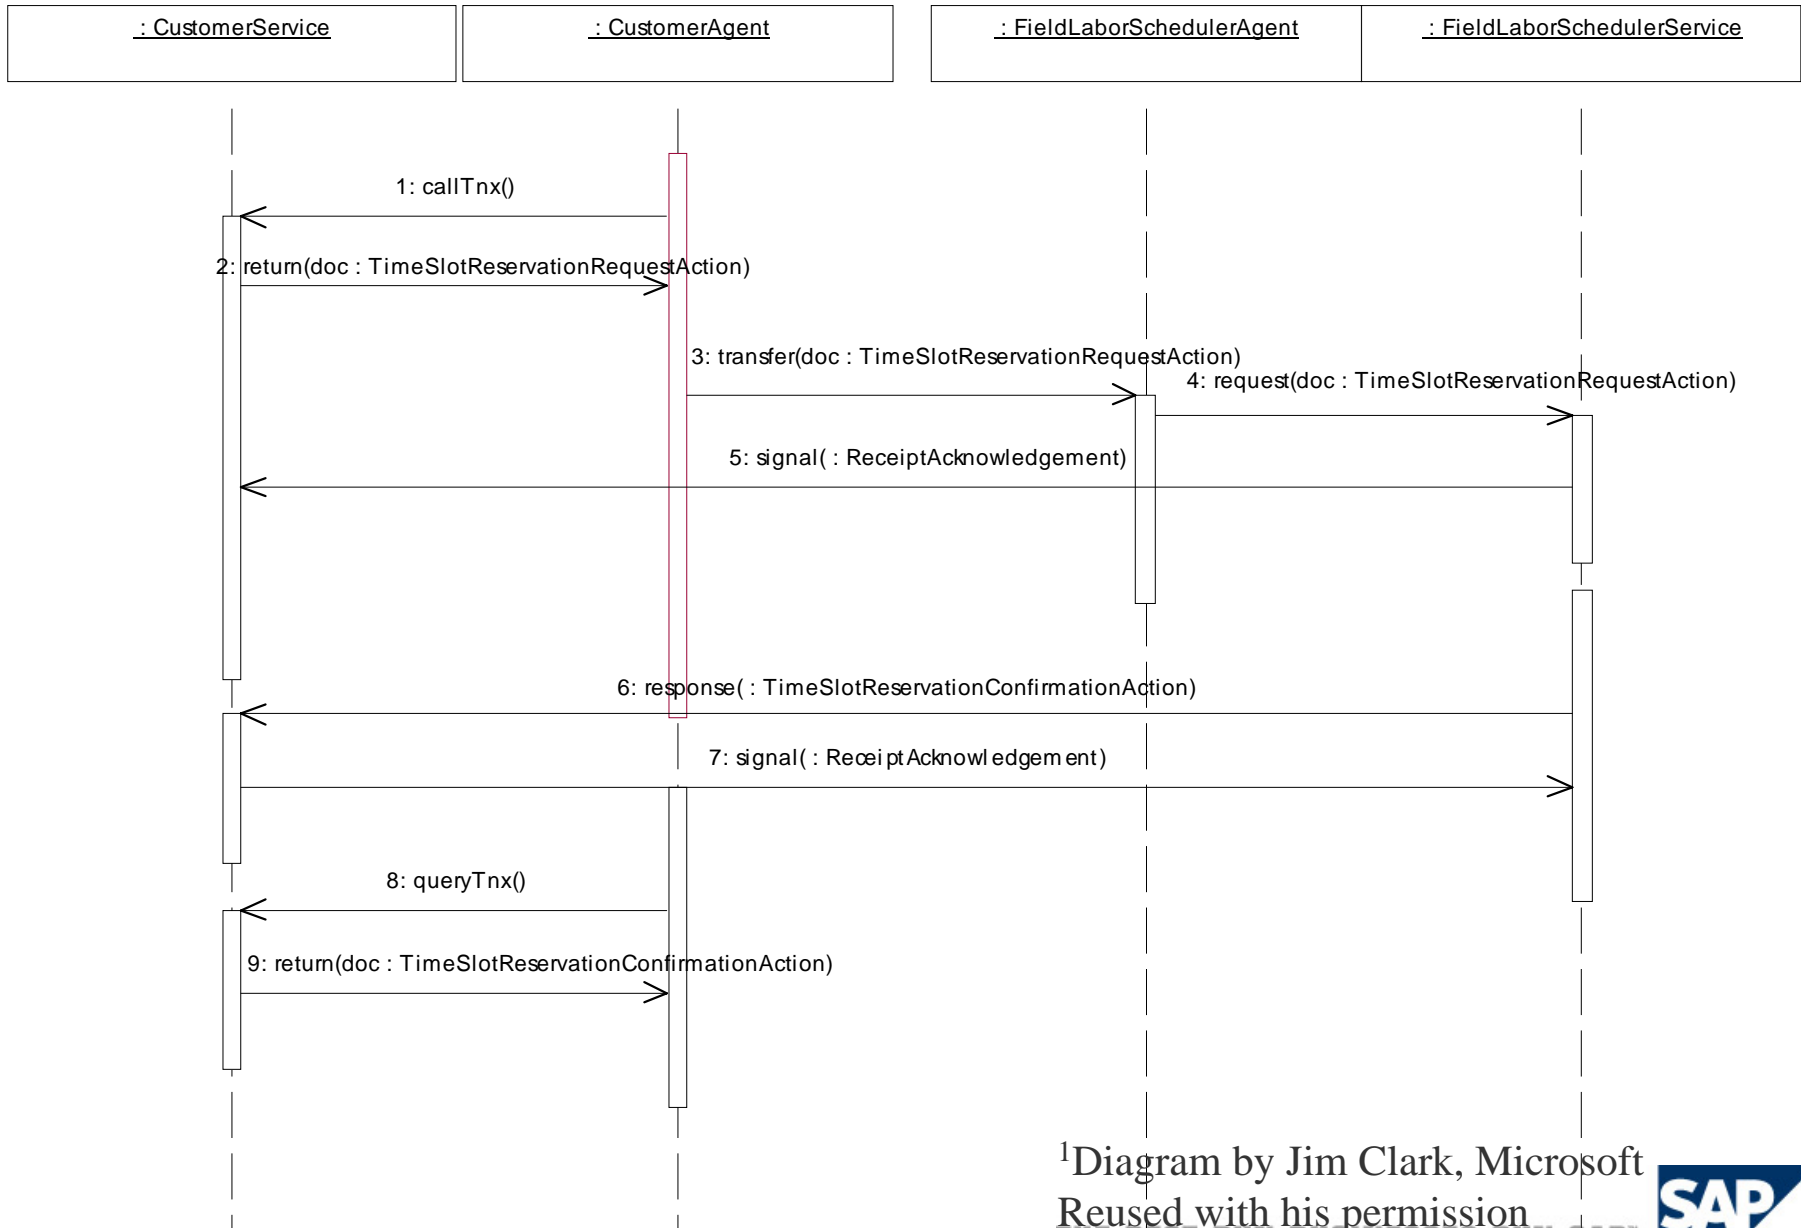 : CustomerService
: CustomerAgent
: FieldLaborSchedulerAgent
: FieldLaborSchedulerService
1: callTnx()
2: return(doc : TimeSlotReservationRequestAction)
3: transfer(doc : TimeSlotReservationRequestAction)
4: request(doc : TimeSlotReservationRequestAction)
5: signal( : ReceiptAcknowledgement)
6: response( : TimeSlotReservationConfirmationAction)
7: signal( : ReceiptAcknowledgement)
8: queryTnx()
9: return(doc : TimeSlotReservationConfirmationAction)
1Diagram by Jim Clark, Microsoft
Reused with his permission
SAP